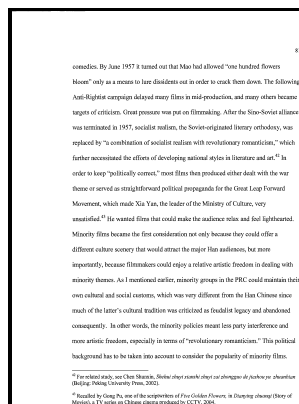 8
comedies. By June 1957 it turned out that Mao had allowed “one hundred flowers
bloom” only as a means to lure dissidents out in order to crack them down. The following
Anti-Rightist campaign delayed many films in mid-production, and many others became
targets of criticism. Great pressure was put on filmmaking. After the Sino-Soviet alliance
was terminated in 1957, socialist realism, the Soviet-originated literary orthodoxy, was
replaced by “a combination of socialist realism with revolutionary romanticism,” which
further necessitated the efforts of developing national styles in literature and art.42 In
order to keep “politically correct,” most films then produced either dealt with the war
theme or served as straightforward political propaganda for the Great Leap Forward
Movement, which made Xia Yan, the leader of the Ministry of Culture, very
unsatisfied.43 He wanted films that could make the audience relax and feel lighthearted.
Minority films became the first consideration not only because they could offer a
different culture scenery that would attract the major Han audiences, but more
importantly, because filmmakers could enjoy a relative artistic freedom in dealing with
minority themes. As I mentioned earlier, minority groups in the PRC could maintain their
own cultural and social customs, which was very different from the Han Chinese since
much of the latter’s cultural tradition was criticized as feudalist legacy and abandoned
consequently. In other words, the minority policies meant less party interference and
more artistic freedom, especially in terms of “revolutionary romanticism.” This political
background has to be taken into account to consider the popularity of minority films.
42 For related study, see Chen Shunxin, Shehui zhuyi xianshi zhuyi zai zhongguo de jieshou yu zhuanbian
(Beijing: Peking University Press, 2002).
43 Recalled by Gong Pu, one of the scriptwriters of Five Golden Flowers, in Dianying chuanqi (Story of
Movies), a TV series on Chinese cinema produced by CCTV, 2004.